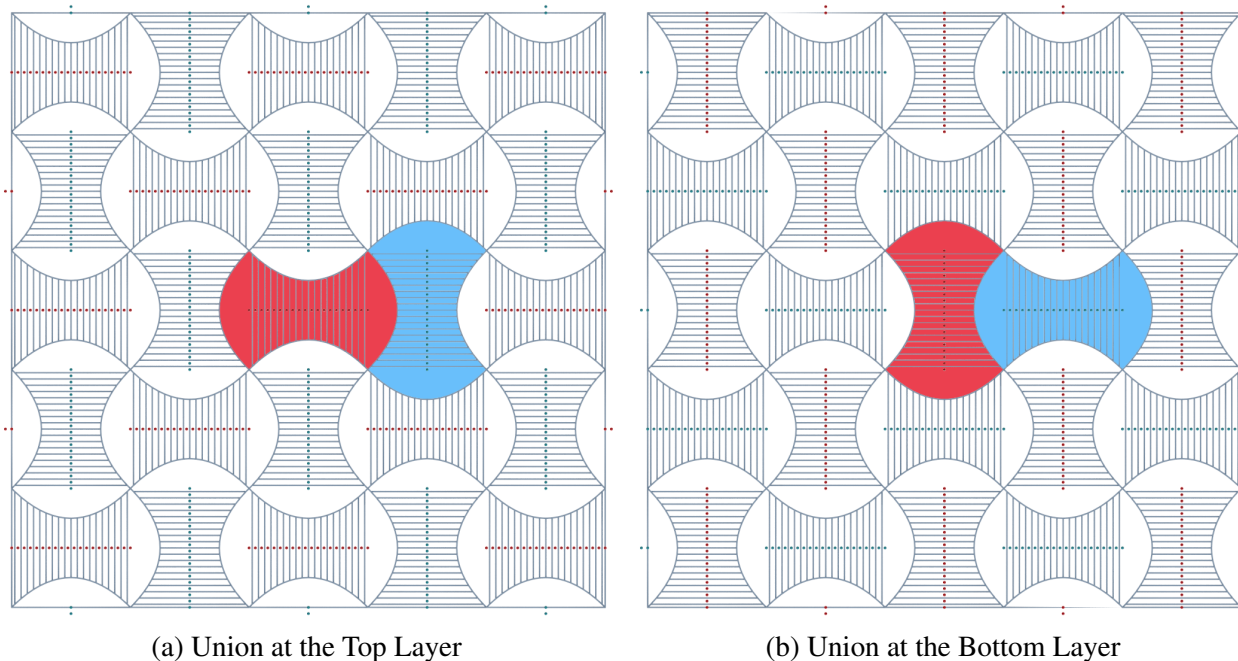 (a) Union at the Top Layer
(b) Union at the Bottom Layer